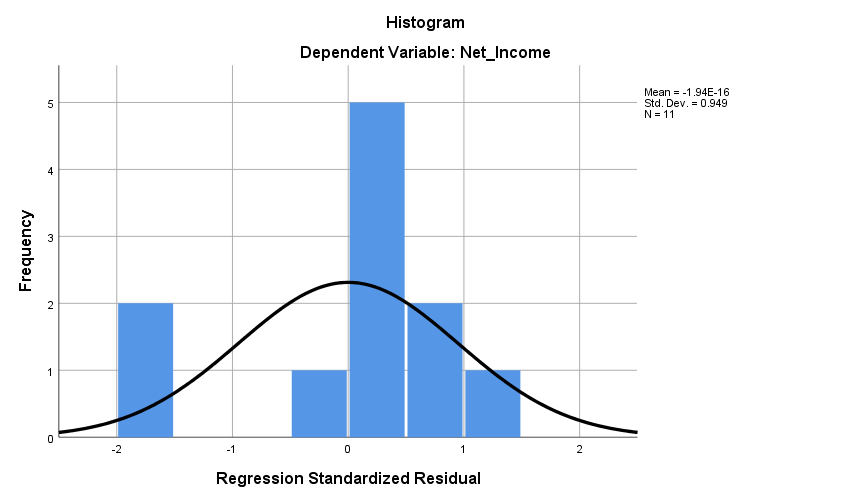 Histogram
Dependent Variable: Net_Income
Mean = -1.94E-16
Std. Dev. = 0.949
N = 11
Frequency
5
4
3
2
1
0
-2
-1
0
1
2
Regression Standardized Residual